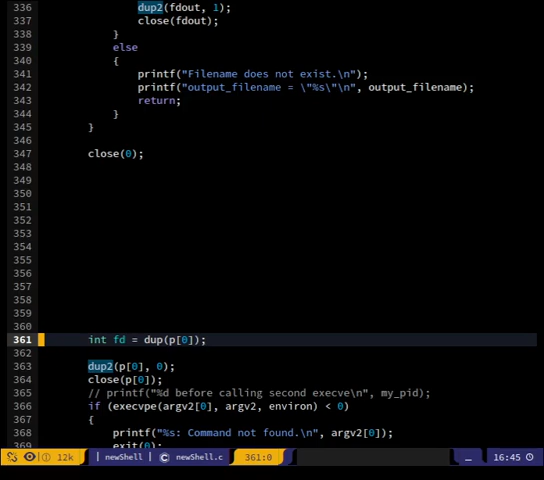 336 dup2(fdout, 1);
337 close(fdout);
338 }
339 else
340 {
341 printf("Filename does not exist.\n");
342 printf("output_filename = \"%s\"\n", output_filename);
343 return;
344 }
345 }
346
347 close(0);
348
349
350
351
352
353
354
355
356
357
358
359
360
361 int fd = dup(p[0]);
362
363 dup2(p[0], 0);
364 close(p[0]);
365 // printf("%d before calling second execve\n", my_pid);
366 if (execvpe(argv2[0], argv2, environ) < 0)
367 {
368 printf("%s: Command not found.\n", argv2[0]);
369 exit(0);
12k | newShell | C newShell.c 361:0 16:45